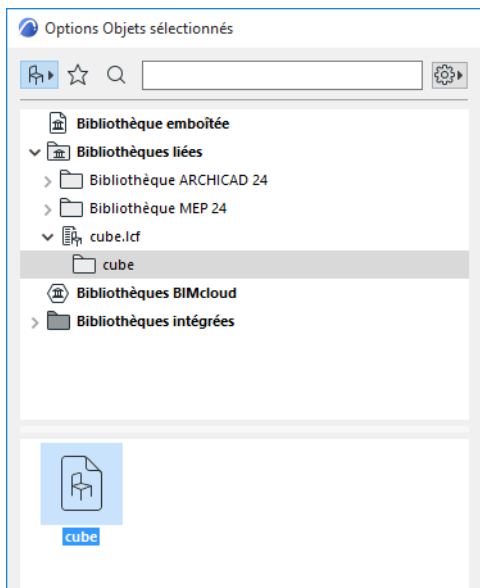 Options Objets sélectionnés
Bibliothèque emboîtée
Bibliothèques liées
Bibliothèque ARCHICAD 24
Bibliothèque MEP 24
cube.lcf
cube
Bibliothèques BIMcloud
Bibliothèques intégrées
cube